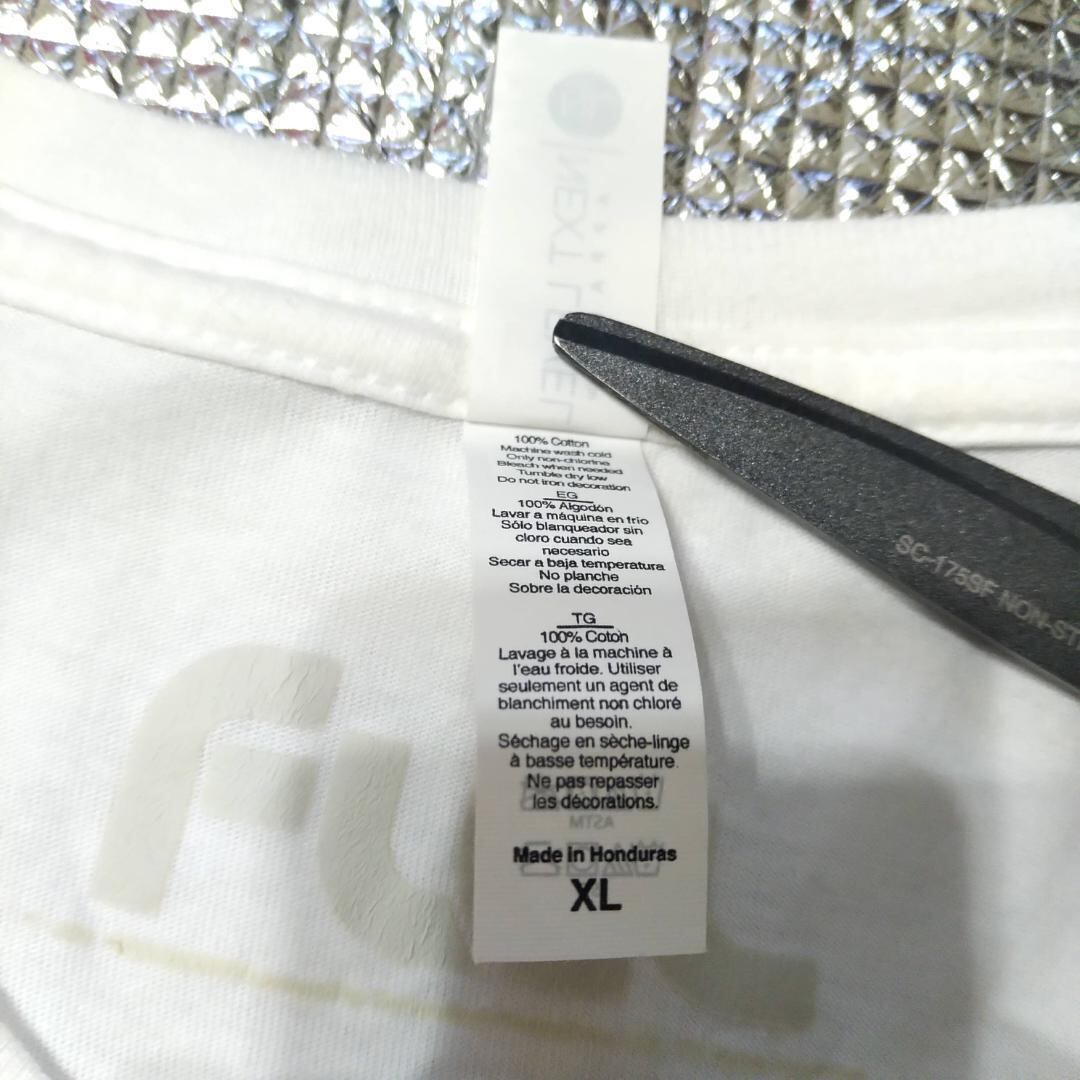 NEXT LEVEL
100% Cotton
Machine wash cold
Only non-chlorine
Bleach when needed
Tumble dry low
Do not iron decoration
EG
100% Algodón
Lavar a máquina en frio
Sólo blanqueador sin
cloro cuando sea
necesario
Secar a baja temperatura
No planche
Sobre la decoración
TG
100% Coton
Lavage à la machine à
l'eau froide. Utiliser
seulement un agent de
blanchiment non chloré
au besoin.
Séchage en sèche-linge
à basse température.
Ne pas repasser
les décorations.
ASTM
Made in Honduras
XL
SC-175SF NON-ST